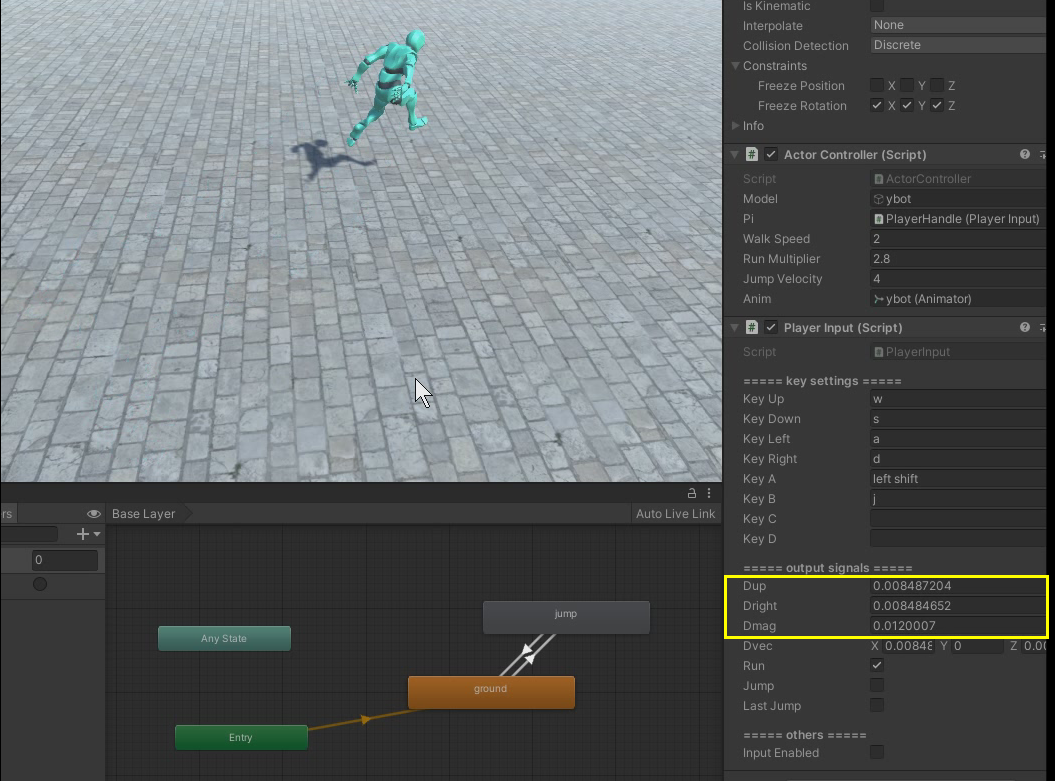 Is Kinematic
Interpolate None
Collision Detection Discrete
Constraints
Freeze Position X Y Z
Freeze Rotation X Y Z
Info
# Actor Controller (Script)
Script ActorController
Model ybot
Pi PlayerHandle (Player Input)
Walk Speed 2
Run Multiplier 2.8
Jump Velocity 4
Anim ybot (Animator)
# Player Input (Script)
Script PlayerInput
===== key settings =====
Key Up w
Key Down s
Key Left a
Key Right d
Key A left shift
Key B j
Key C
Key D
===== output signals =====
Dup 0.008487204
Dright 0.008484652
Dmag 0.0120007
Dvec X 0.00848 Y 0 Z 0.00
Run
Jump
Last Jump
===== others =====
Input Enabled
rs Base Layer Auto Live Link
0
Any State
jump
ground
Entry